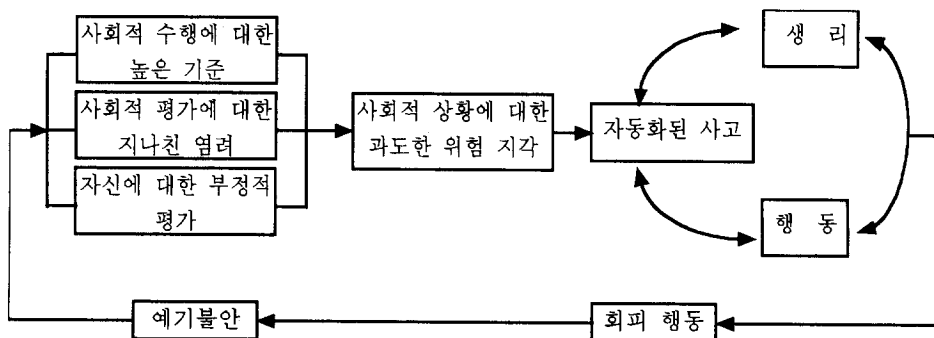 사회적 수행에 대한
높은 기준
사회적 평가에 대한
지나친 염려
자신에 대한 부정적
평가
사회적 상황에 대한
과도한 위험 지각
자동화된 사고
생 리
행 동
회피 행동
예기불안